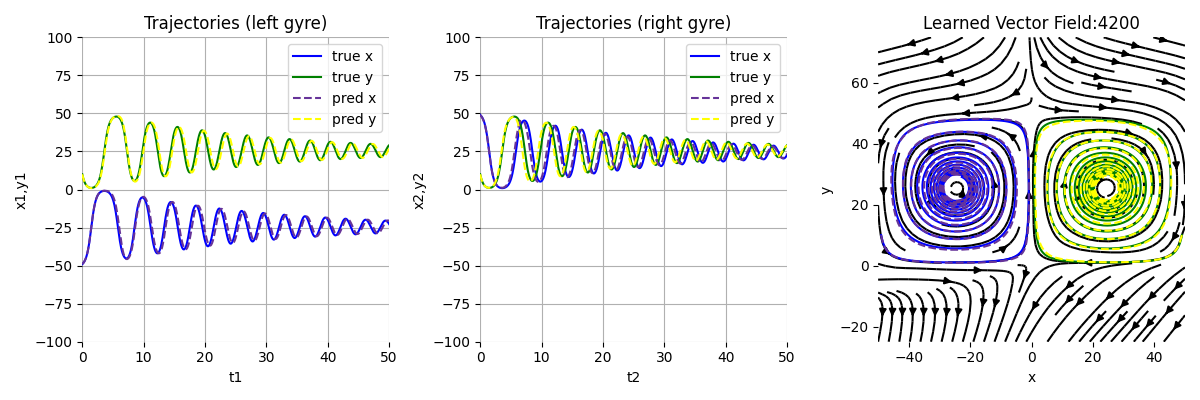 Trajectories (left gyre)
100
75
50
25
0
−25
−50
−75
−100
0 10 20 30 40 50
x1,y1
t1
true x
true y
pred x
pred y
Trajectories (right gyre)
100
75
50
25
0
−25
−50
−75
−100
0 10 20 30 40 50
x2,y2
t2
true x
true y
pred x
pred y
Learned Vector Field:4200
60
40
20
0
−20
−40 −20 0 20 40
y
x